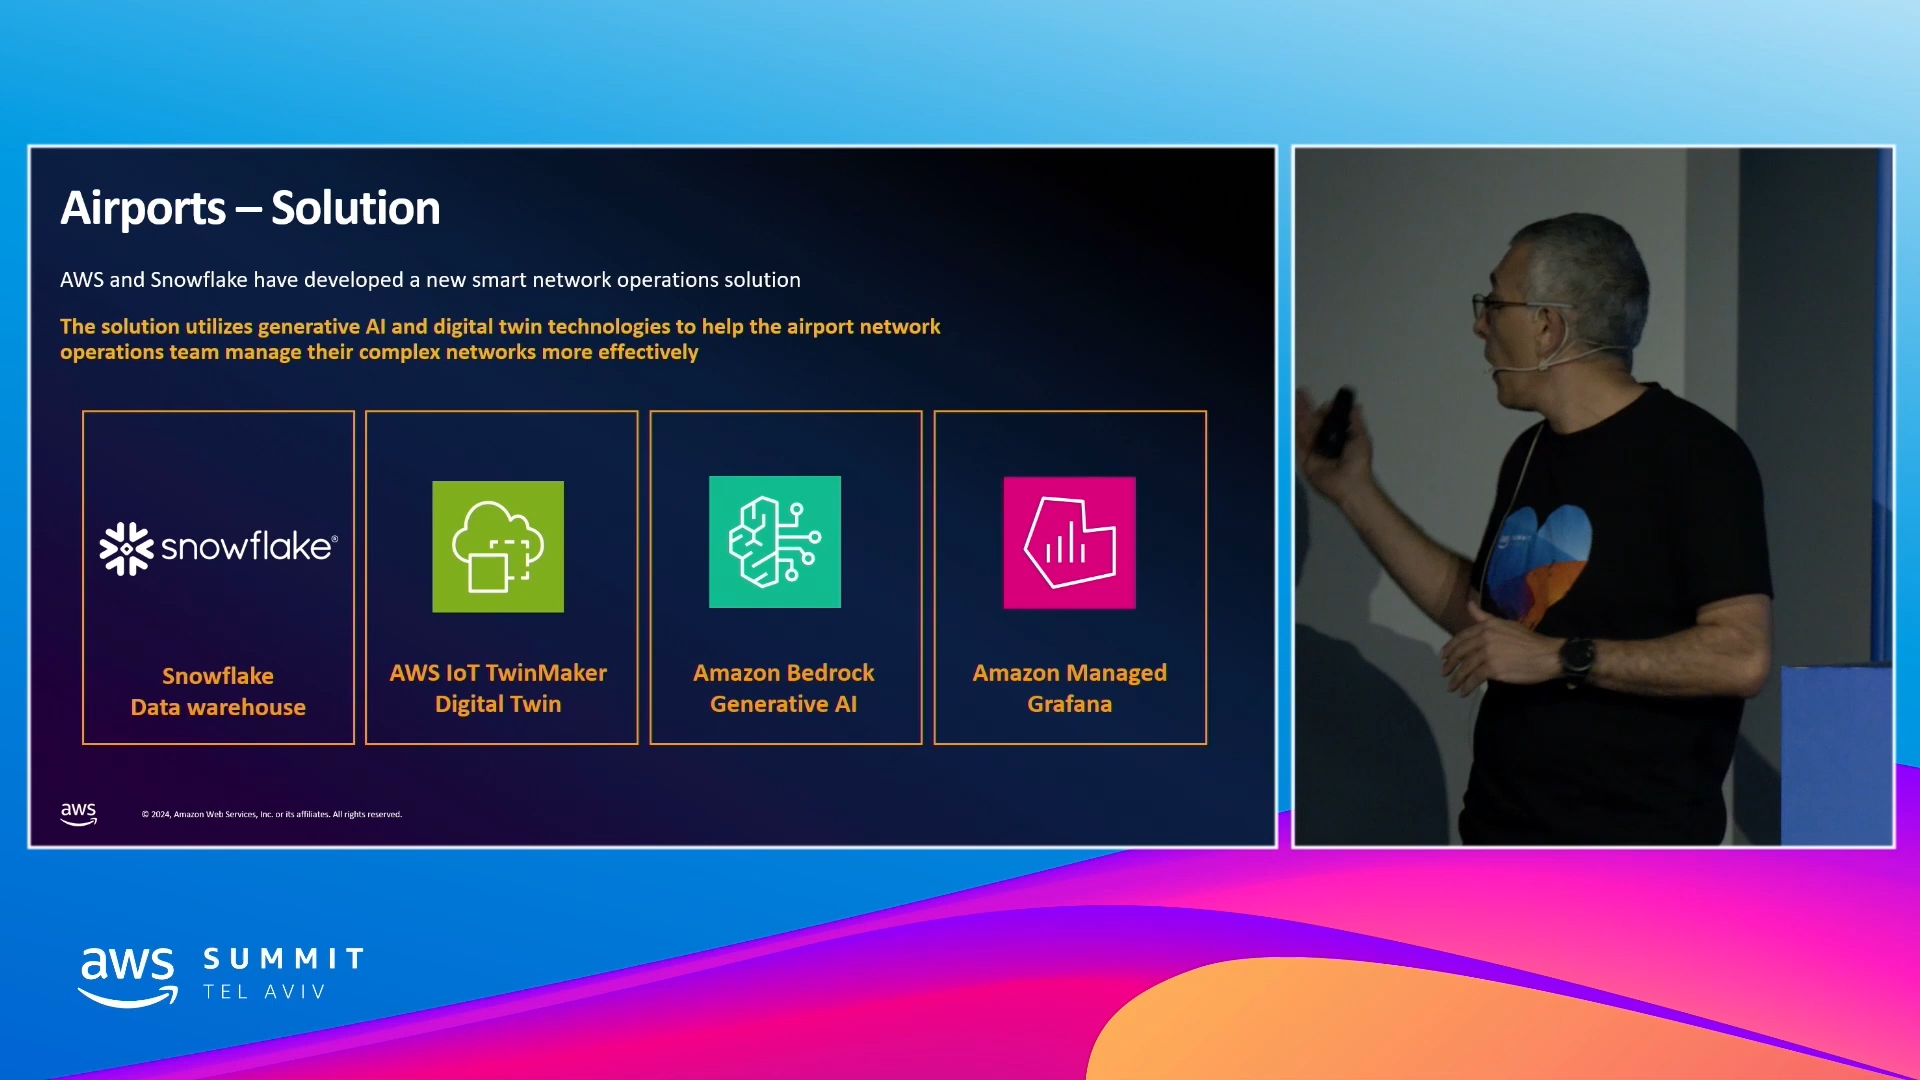 Airports – Solution
AWS and Snowflake have developed a new smart network operations solution
The solution utilizes generative AI and digital twin technologies to help the airport network
operations team manage their complex networks more effectively
snowflake®
Snowflake
Data warehouse
AWS IoT TwinMaker
Digital Twin
Amazon Bedrock
Generative AI
Amazon Managed
Grafana
aws
© 2024, Amazon Web Services, Inc. or its affiliates. All rights reserved.
aws SUMMIT
TEL AVIV